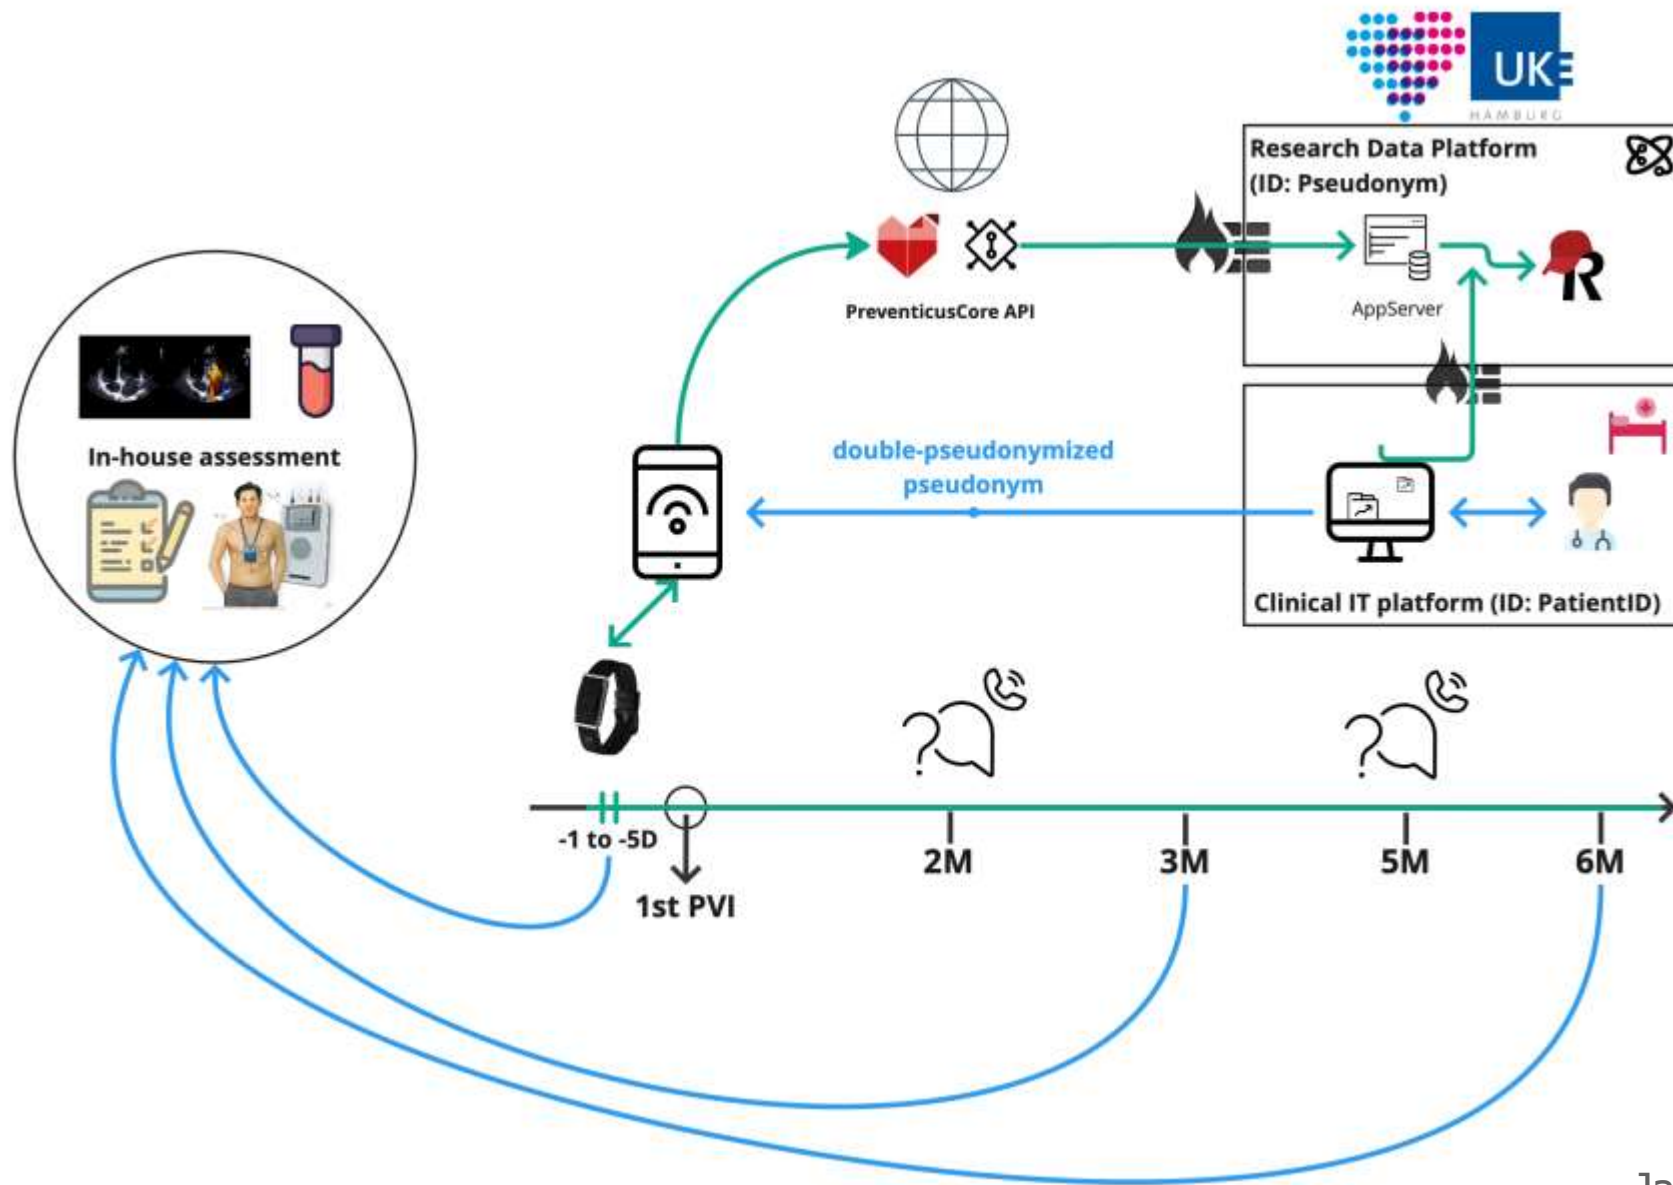 UKE
HAMBURG
Research Data Platform
(ID: Pseudonym)
PreventicusCore API
AppServer
R
In-house assessment
double-pseudonymized
pseudonym
Clinical IT platform (ID: PatientID)
-1 to -5D
1st PVI
2M
3M
5M
6M